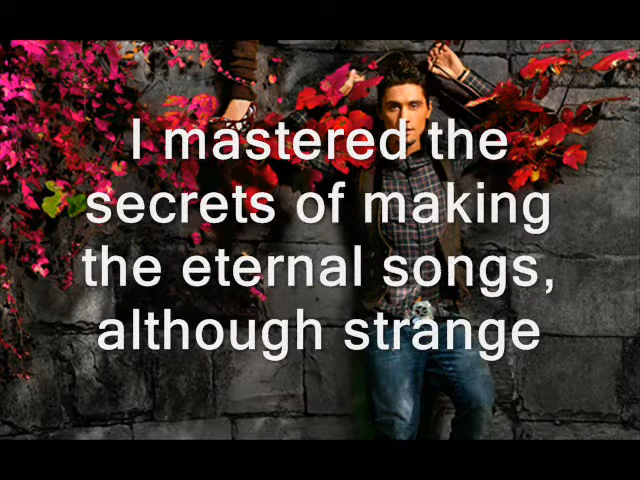 I mastered the
secrets of making
the eternal songs,
although strange